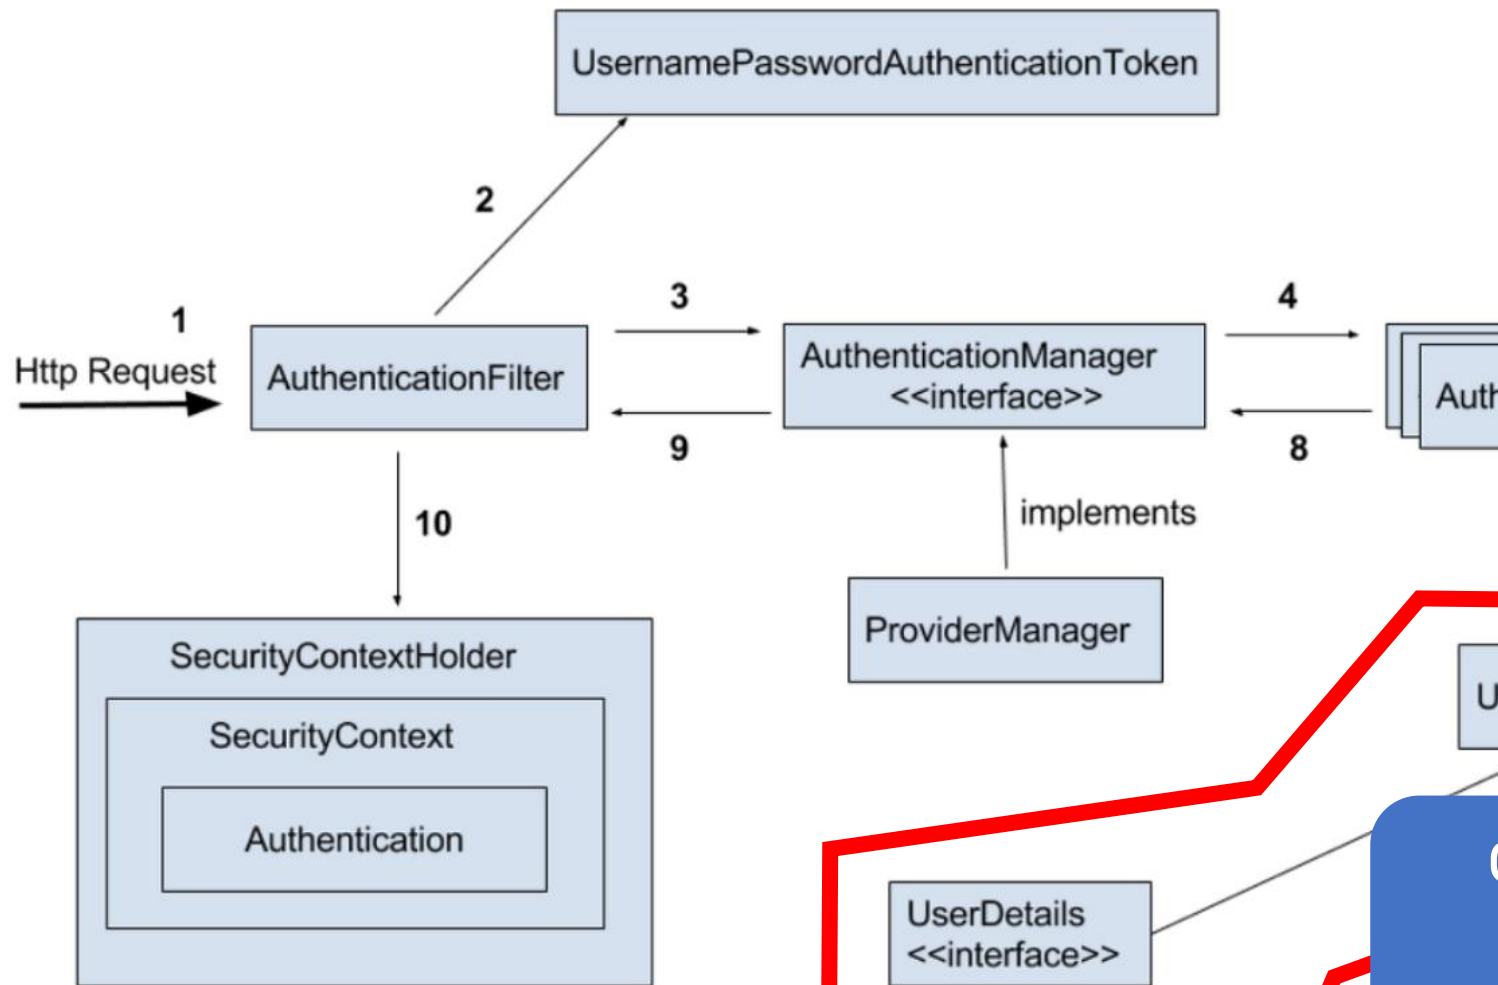 UsernamePasswordAuthenticationToken
2
1
3
4
Http Request
AuthenticationFilter
AuthenticationManager
<<interface>>
Auth
9
8
10
implements
ProviderManager
SecurityContextHolder
SecurityContext
Authentication
U
UserDetails
<<interface>>